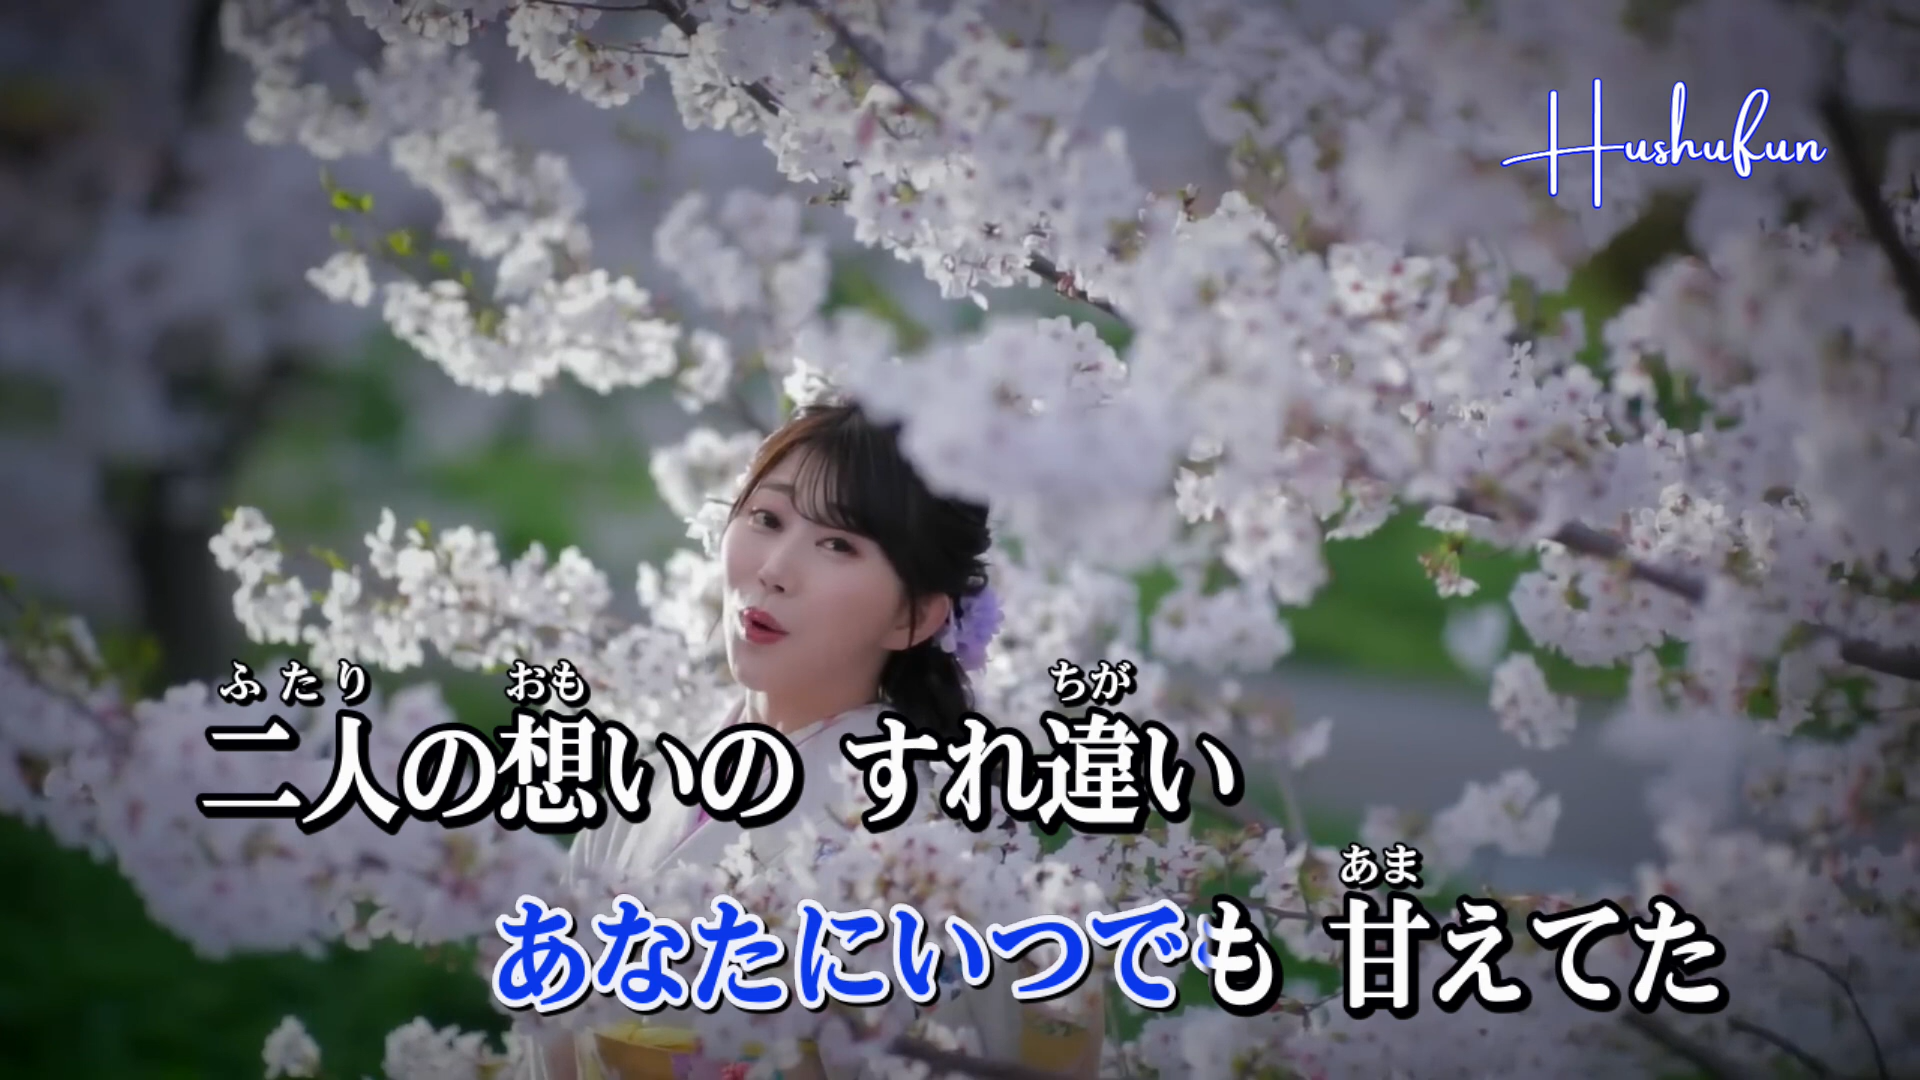 Hushufun
ふたり おも ちが
二人の想いの すれ違い
あま
あなたにいつでも 甘えてた